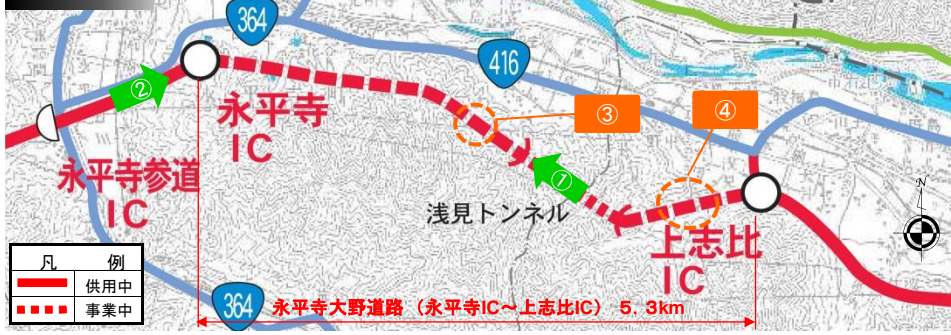 364
416
②
永平寺
IC
③
④
永平寺参道
IC
①
浅見トンネル
上志比
IC
N
凡 例
供用中
事業中
364
永平寺大野道路（永平寺IC～上志比IC） 5．3km